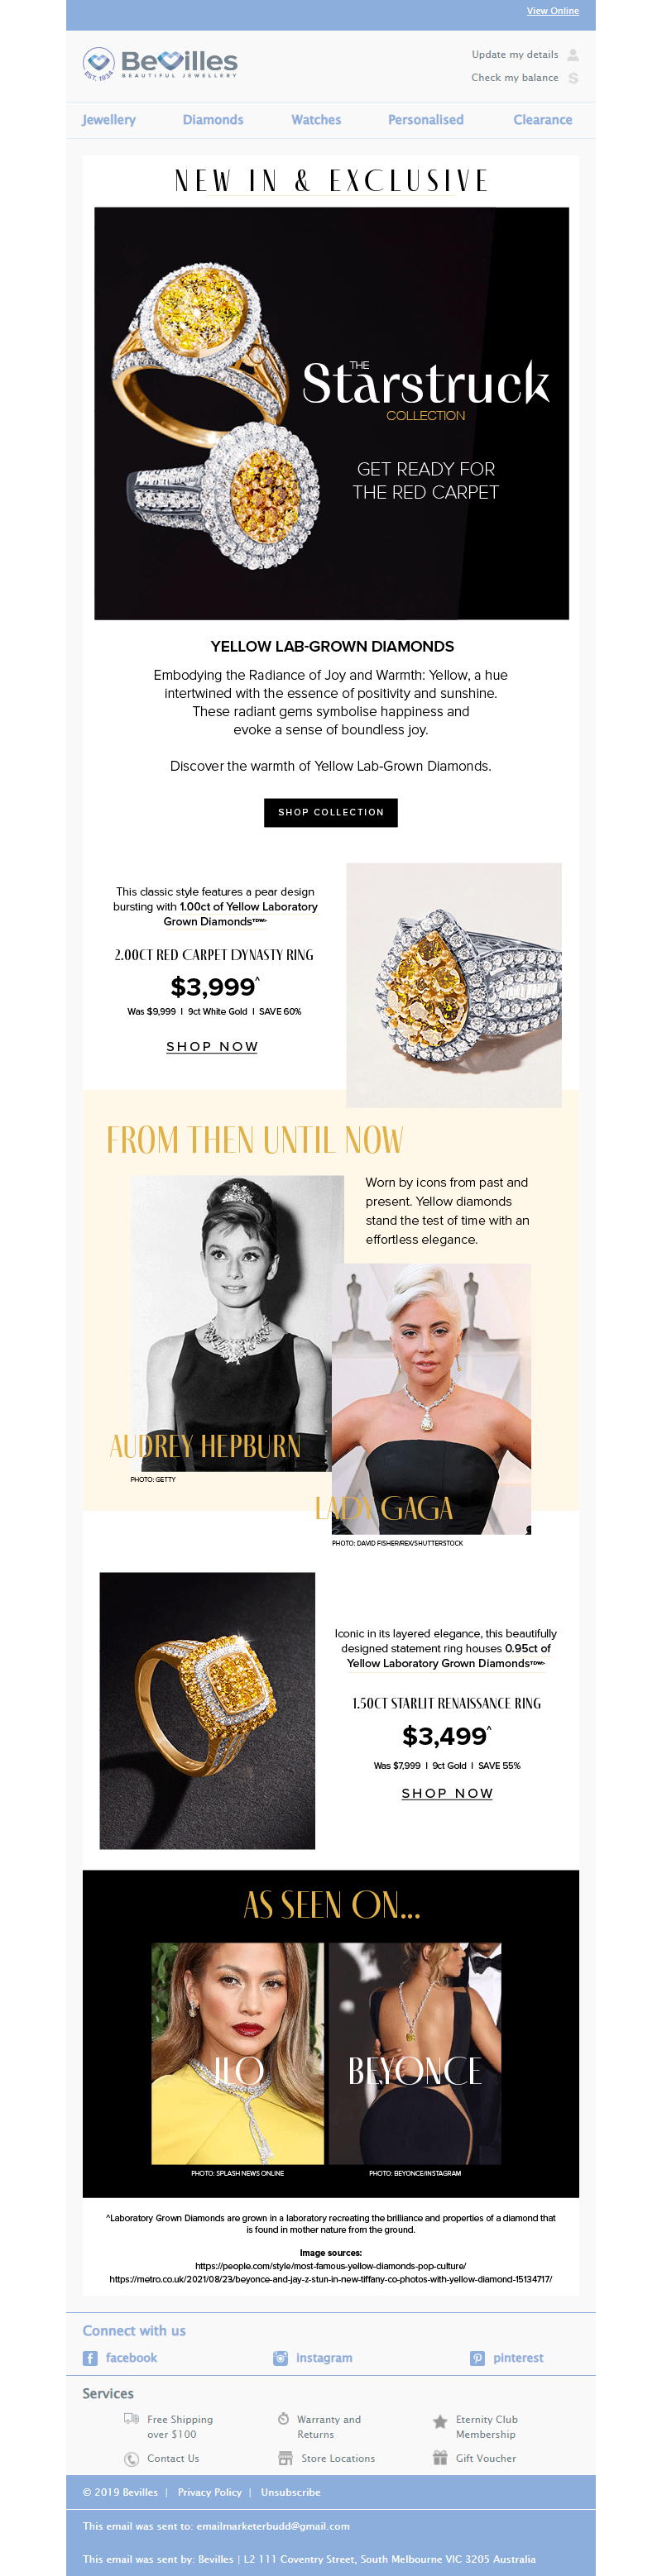 View Online
BeVilles
BEAUTIFUL JEWELLERY
EST. 1934
Update my details
Check my balance
Jewellery Diamonds Watches Personalised Clearance
NEW IN & EXCLUSIVE
THE
Starstruck
COLLECTION
GET READY FOR
THE RED CARPET
YELLOW LAB-GROWN DIAMONDS
Embodying the Radiance of Joy and Warmth: Yellow, a hue
intertwined with the essence of positivity and sunshine.
These radiant gems symbolise happiness and
evoke a sense of boundless joy.
Discover the warmth of Yellow Lab-Grown Diamonds.
SHOP COLLECTION
This classic style features a pear design
bursting with 1.00ct of Yellow Laboratory
Grown Diamonds
2.00CT RED CARPET DYNASTY RING
$3,999^
Was $9,999 | 9ct White Gold | SAVE 60%
SHOP NOW
FROM THEN UNTIL NOW
Worn by icons from past and
present. Yellow diamonds
stand the test of time with an
effortless elegance.
AUDREY HEPBURN
PHOTO: GETTY
LADY GAGA
PHOTO: DAVID FISHER/REX/SHUTTERSTOCK
Iconic in its layered elegance, this beautifully
designed statement ring houses 0.95ct of
Yellow Laboratory Grown Diamonds
1.50CT STARLIT RENAISSANCE RING
$3,499^
Was $7,999 | 9ct Gold | SAVE 55%
SHOP NOW
AS SEEN ON...
JLO
BEYONCE
PHOTO: SPLASH NEWS ONLINE
PHOTO: BEYONCE/INSTAGRAM
^Laboratory Grown Diamonds are grown in a laboratory recreating the brilliance and properties of a diamond that
is found in mother nature from the ground.
Image sources:
https://people.com/style/most-famous-yellow-diamonds-pop-culture/
https://metro.co.uk/2021/08/23/beyonce-and-jay-z-stun-in-new-tiffany-co-photos-with-yellow-diamond-15134717/
Connect with us
facebook instagram pinterest
Services
Free Shipping
over $100
Warranty and
Returns
Eternity Club
Membership
Contact Us
Store Locations
Gift Voucher
© 2019 Bevilles | Privacy Policy | Unsubscribe
This email was sent to: emailmarketerbudd@gmail.com
This email was sent by: Bevilles | L2 111 Coventry Street, South Melbourne VIC 3205 Australia